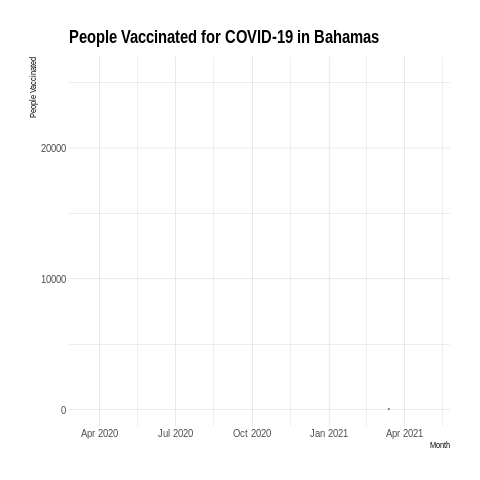 People Vaccinated for COVID-19 in Bahamas
People Vaccinated
20000
10000
0
Apr 2020 Jul 2020 Oct 2020 Jan 2021 Apr 2021
Month